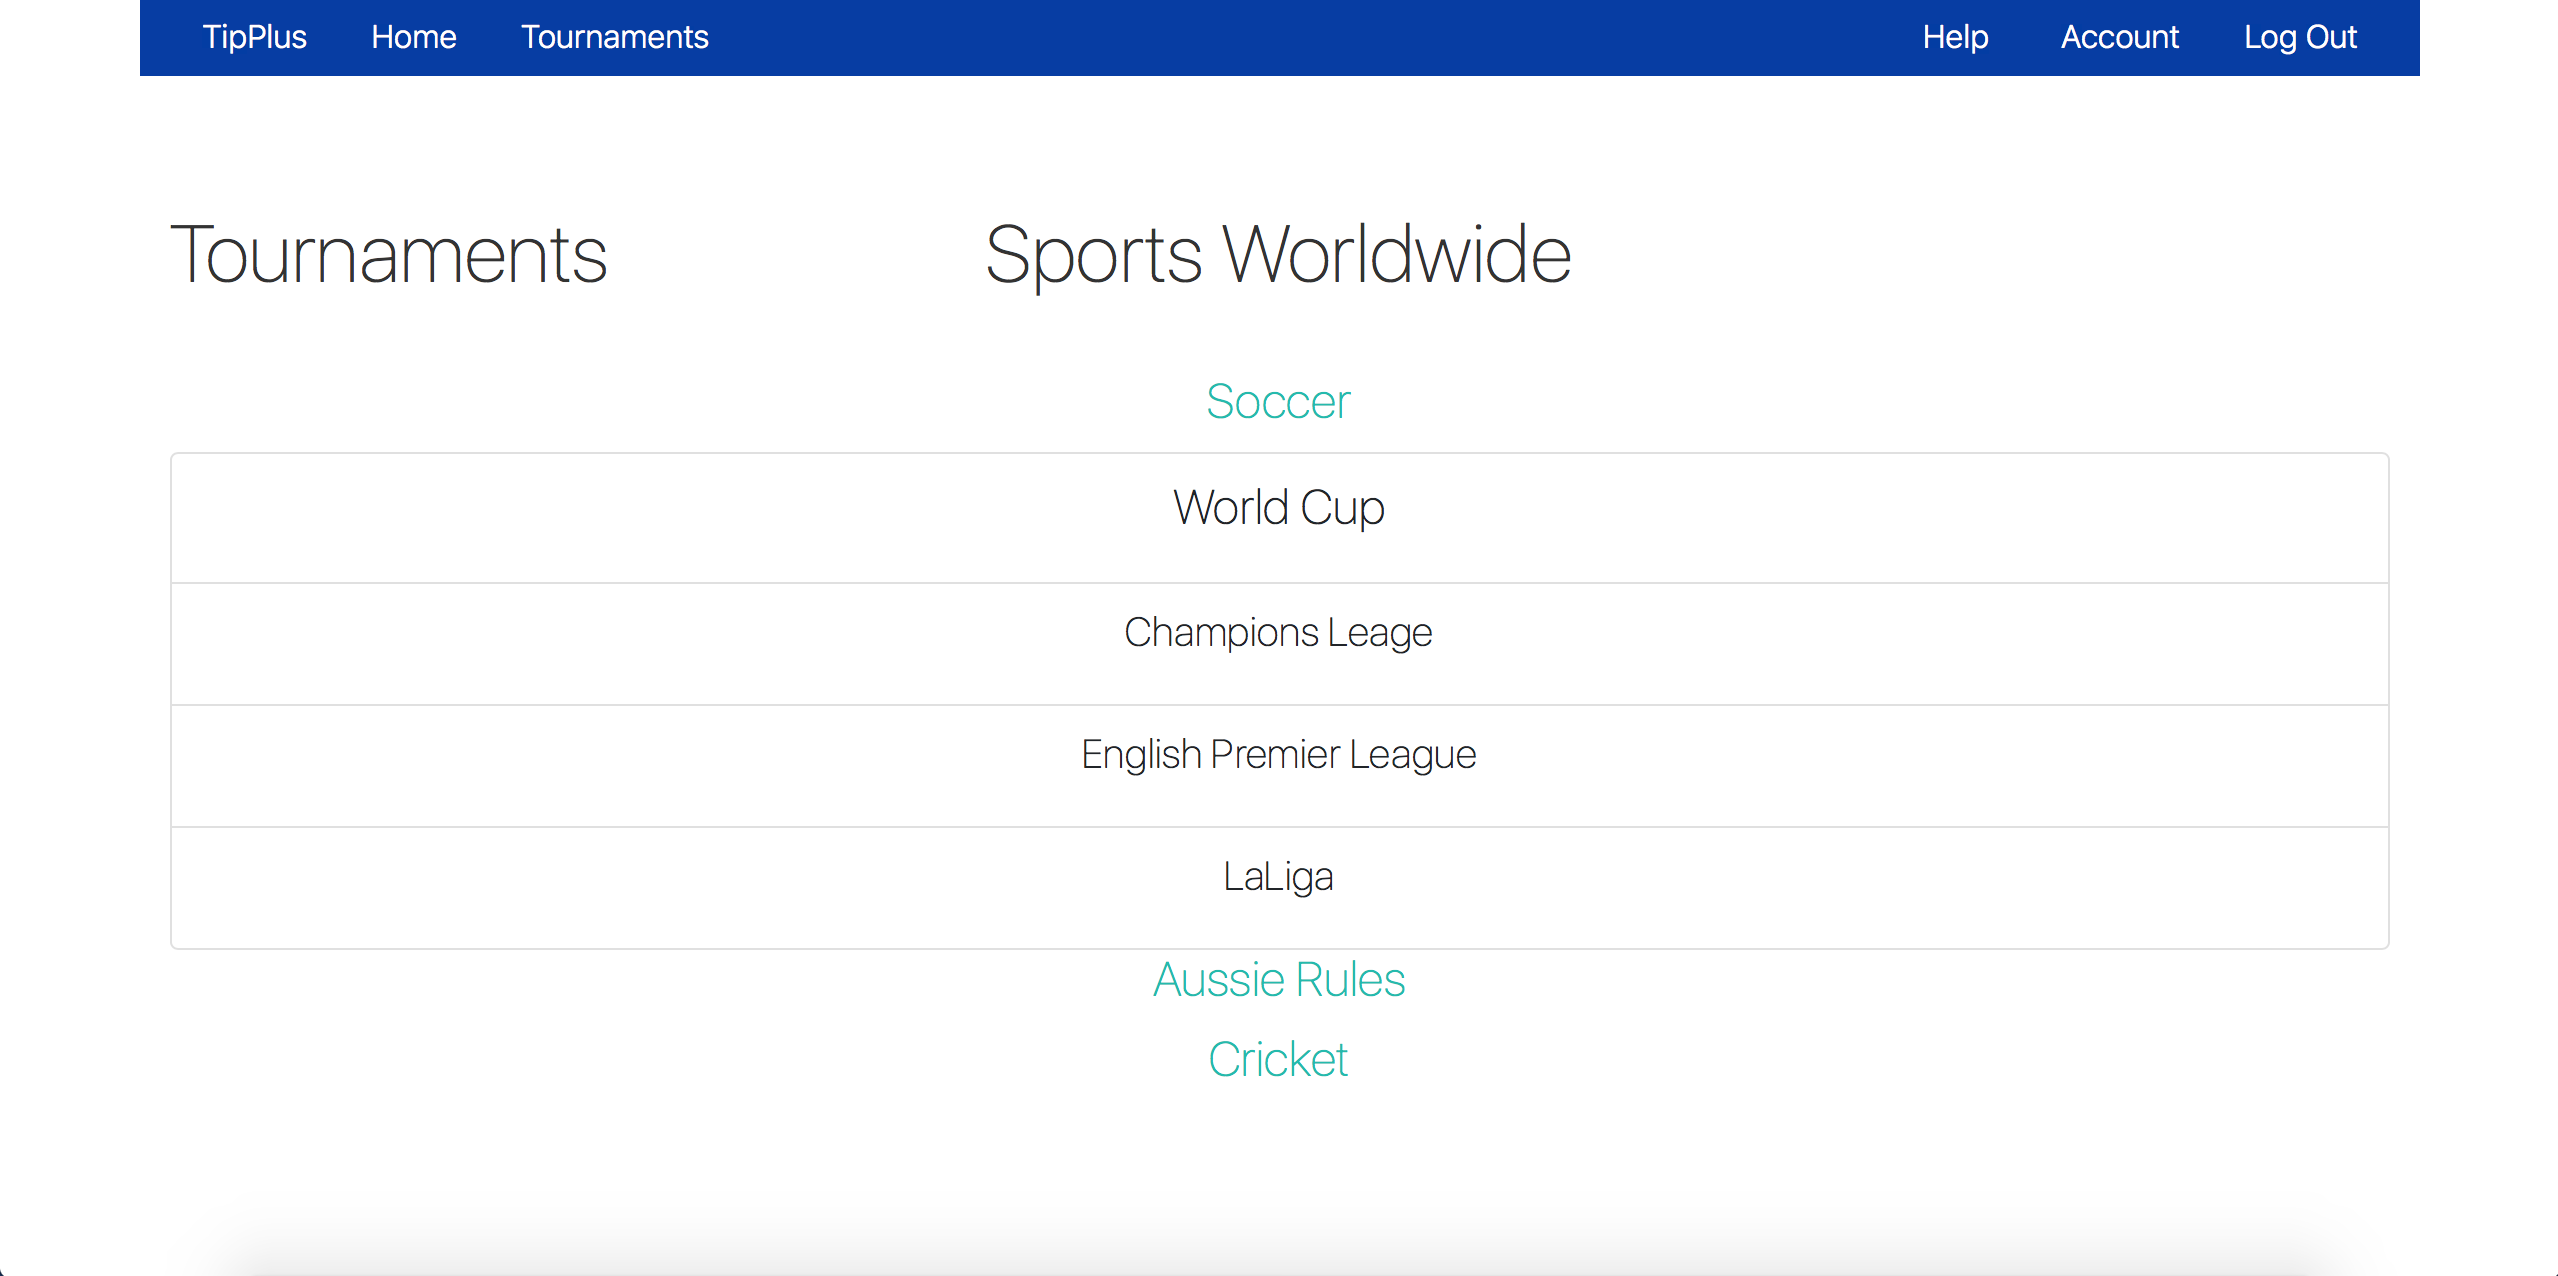 TipPlus Home Tournaments Help Account Log Out
Tournaments Sports Worldwide
Soccer
World Cup
Champions Leage
English Premier League
LaLiga
Aussie Rules
Cricket